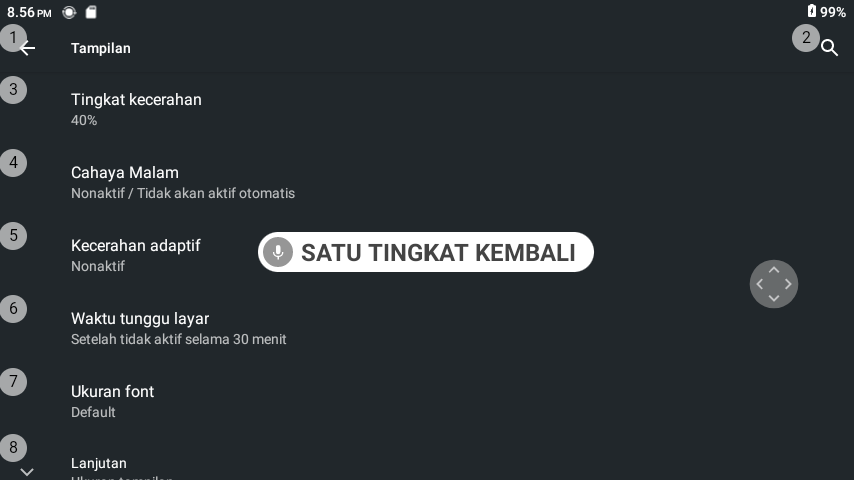 8.56 PM
99%
1
Tampilan
2
3
Tingkat kecerahan
40%
4
Cahaya Malam
Nonaktif / Tidak akan aktif otomatis
5
Kecerahan adaptif
Nonaktif
SATU TINGKAT KEMBALI
6
Waktu tunggu layar
Setelah tidak aktif selama 30 menit
7
Ukuran font
Default
8
Lanjutan
Ukuran tampilan